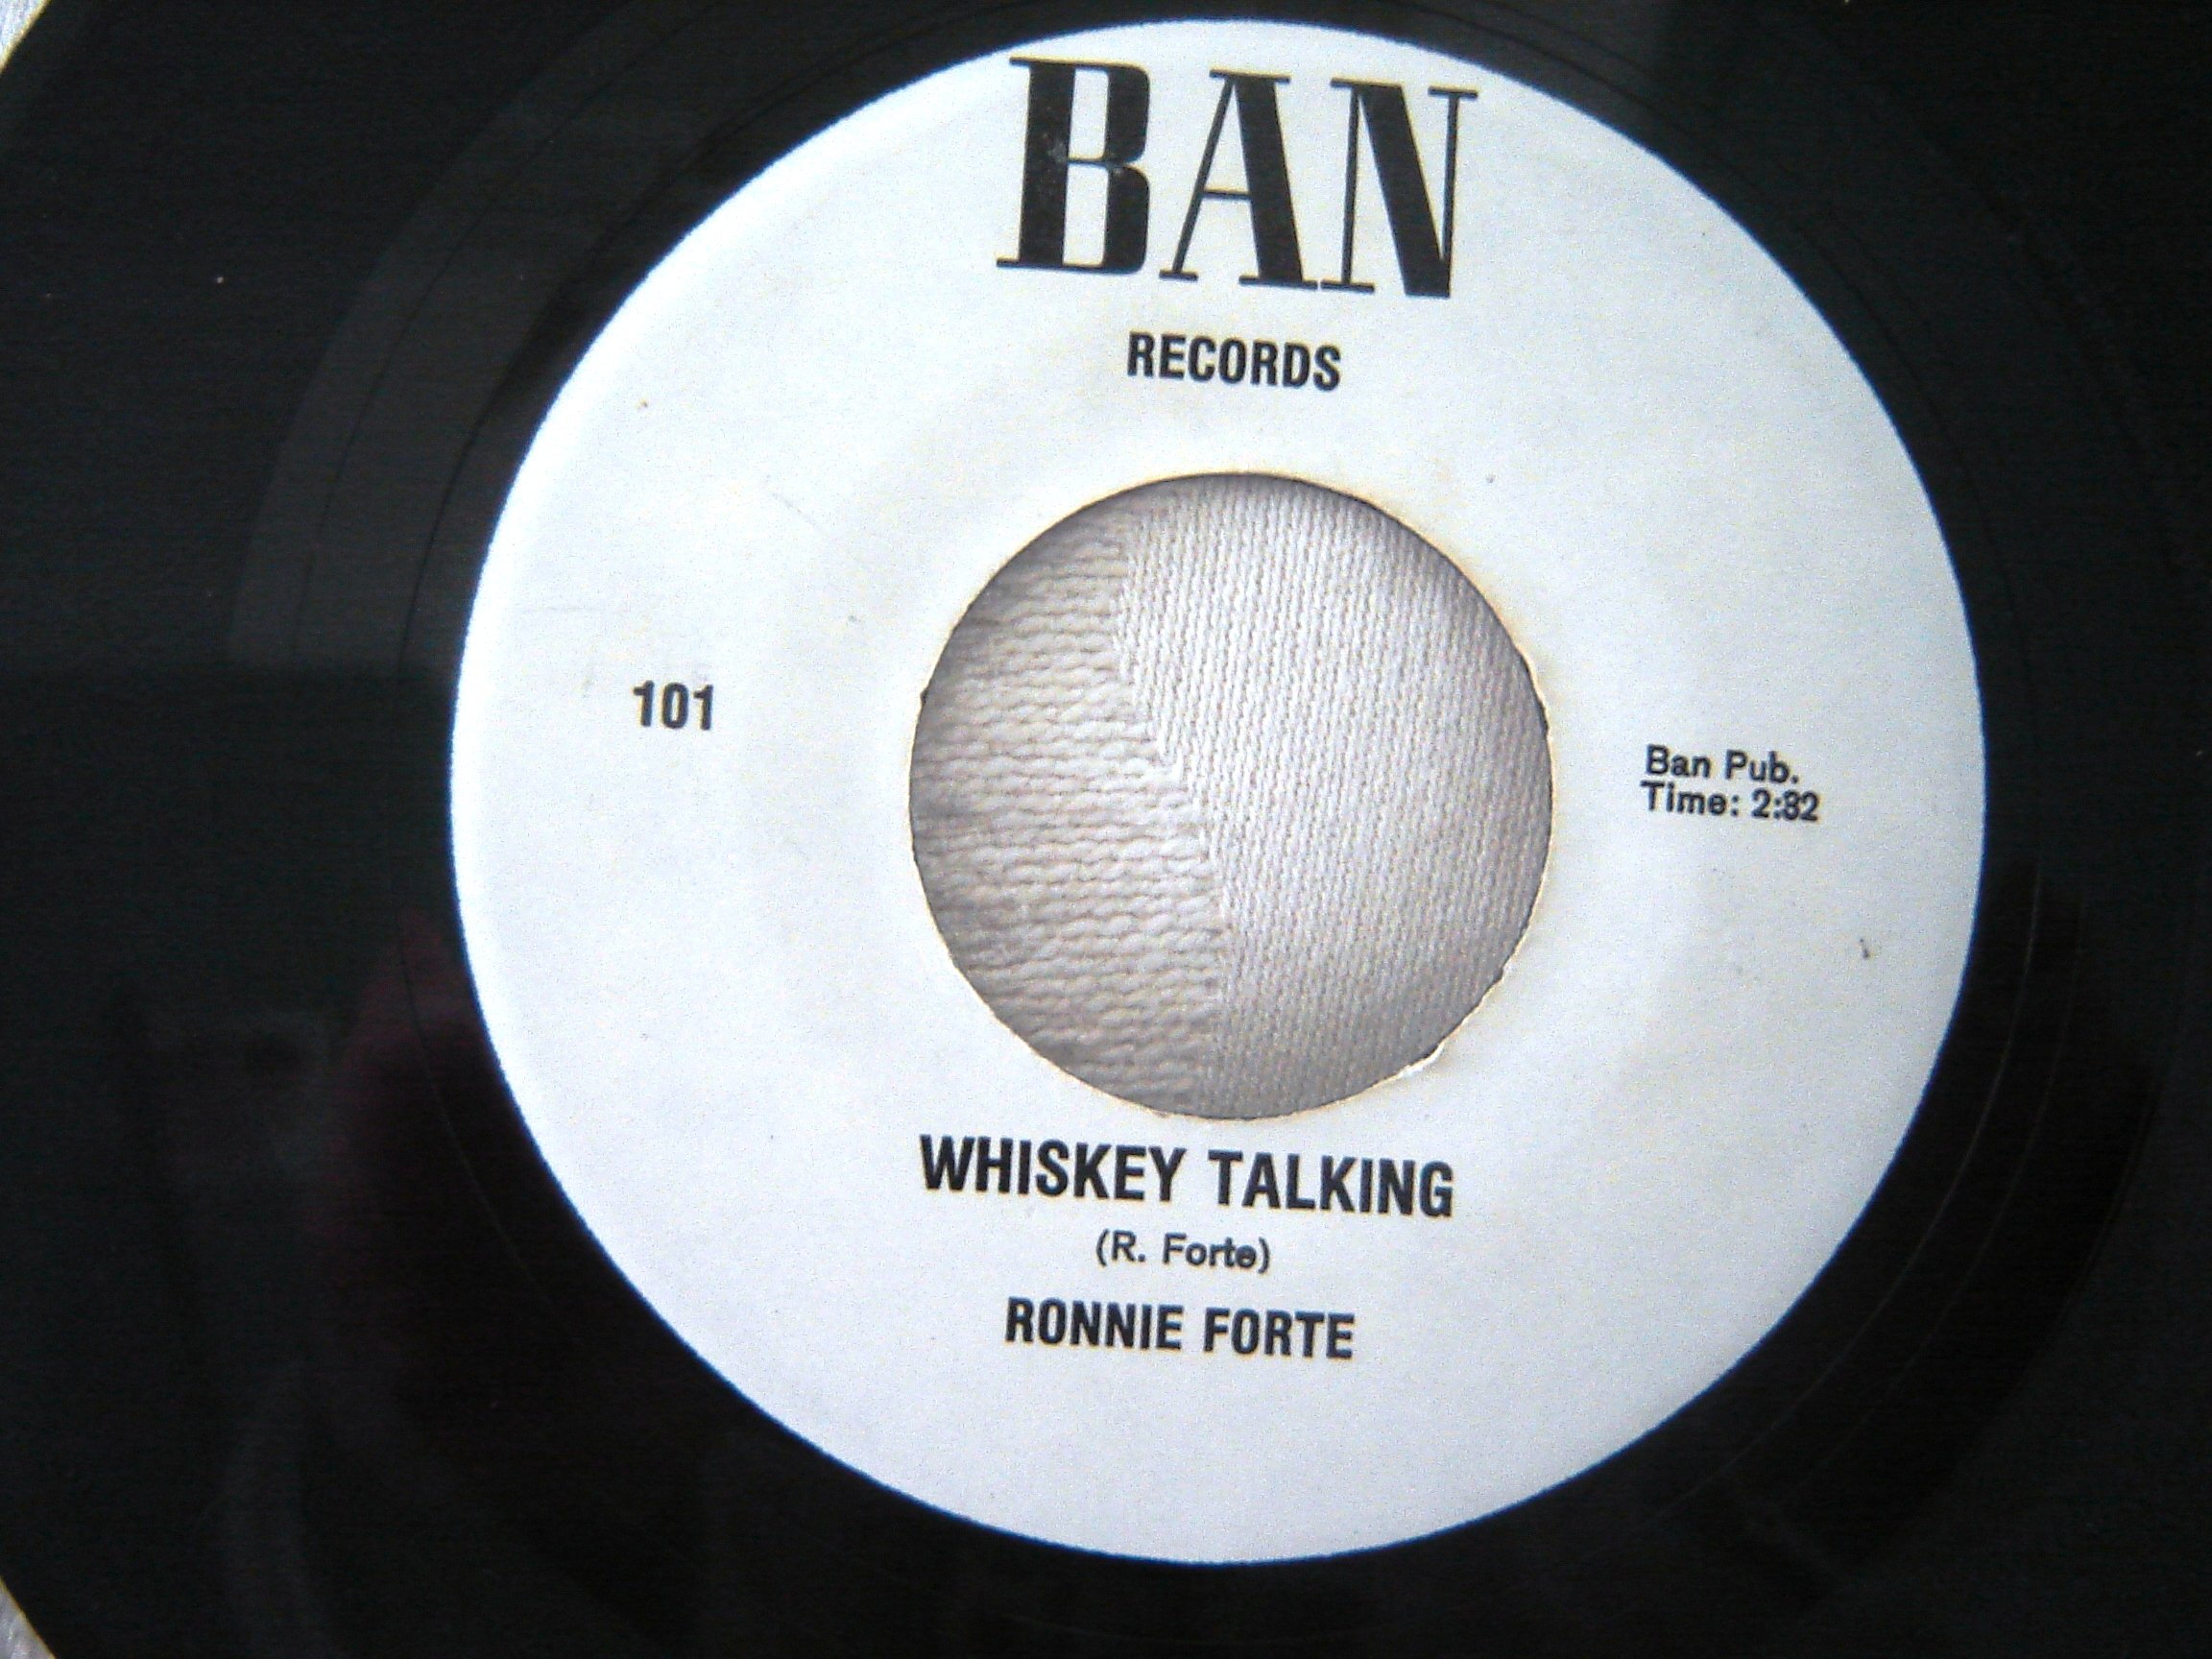 BAN
RECORDS
101
Ban Pub.
Time: 2:32
WHISKEY TALKING
(R. Forte)
RONNIE FORTE